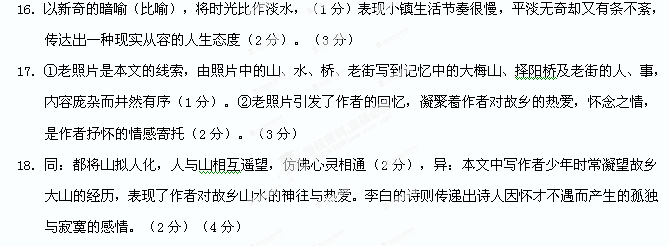 16. 以新奇的暗喻（比喻），将时光比作淡水，（1分）表现小镇生活节奏很慢，平淡无奇却又有条不紊，
传达出一种现实从容的人生态度（2分）。（3分）
17. ①老照片是本文的线索，由照片中的山、水、桥、老街写到记忆中的大梅山、择阳桥及老街的人、事，
内容庞杂而井然有序（1分）。②老照片引发了作者的回忆，凝聚着作者对故乡的热爱，怀念之情，
是作者抒怀的情感寄托（2分）。（3分）
18. 同：都将山拟人化，人与山相互遥望，仿佛心灵相通（2分），异：本文中写作者少年时常凝望故乡
大山的经历，表现了作者对故乡山水的神往与热爱。李白的诗则传递出诗人因怀才不遇而产生的孤独
与寂寞的感情。（2分）（4分）